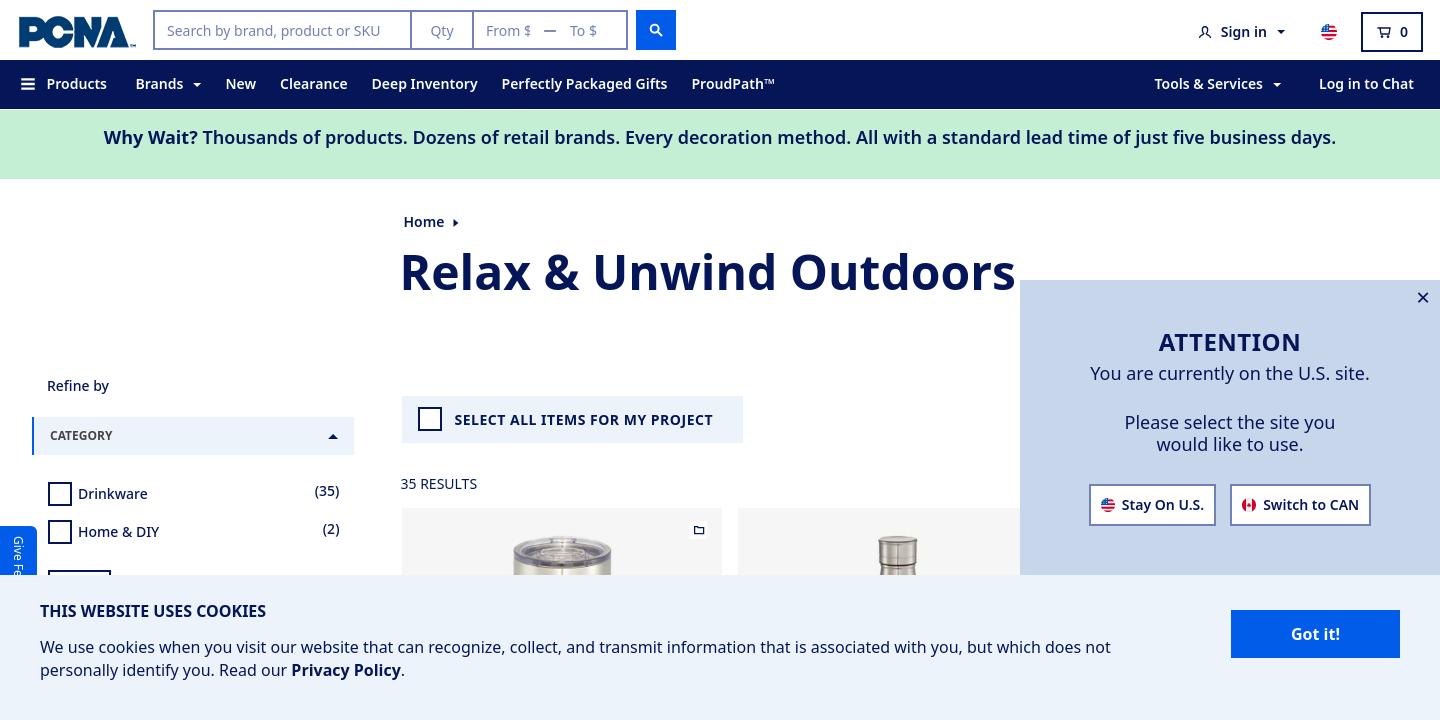 PCNA™
Search by brand, product or SKU
Qty
From $ — To $
Sign in
0
Products
Brands
New
Clearance
Deep Inventory
Perfectly Packaged Gifts
ProudPath™
Tools & Services
Log in to Chat
Why Wait? Thousands of products. Dozens of retail brands. Every decoration method. All with a standard lead time of just five business days.
Home
Relax & Unwind Outdoors
ATTENTION
You are currently on the U.S. site.
Please select the site you
would like to use.
Stay On U.S.
Switch to CAN
Refine by
CATEGORY
Drinkware (35)
Home & DIY (2)
SELECT ALL ITEMS FOR MY PROJECT
35 RESULTS
Give Fe
THIS WEBSITE USES COOKIES
We use cookies when you visit our website that can recognize, collect, and transmit information that is associated with you, but which does not
personally identify you. Read our Privacy Policy.
Got it!